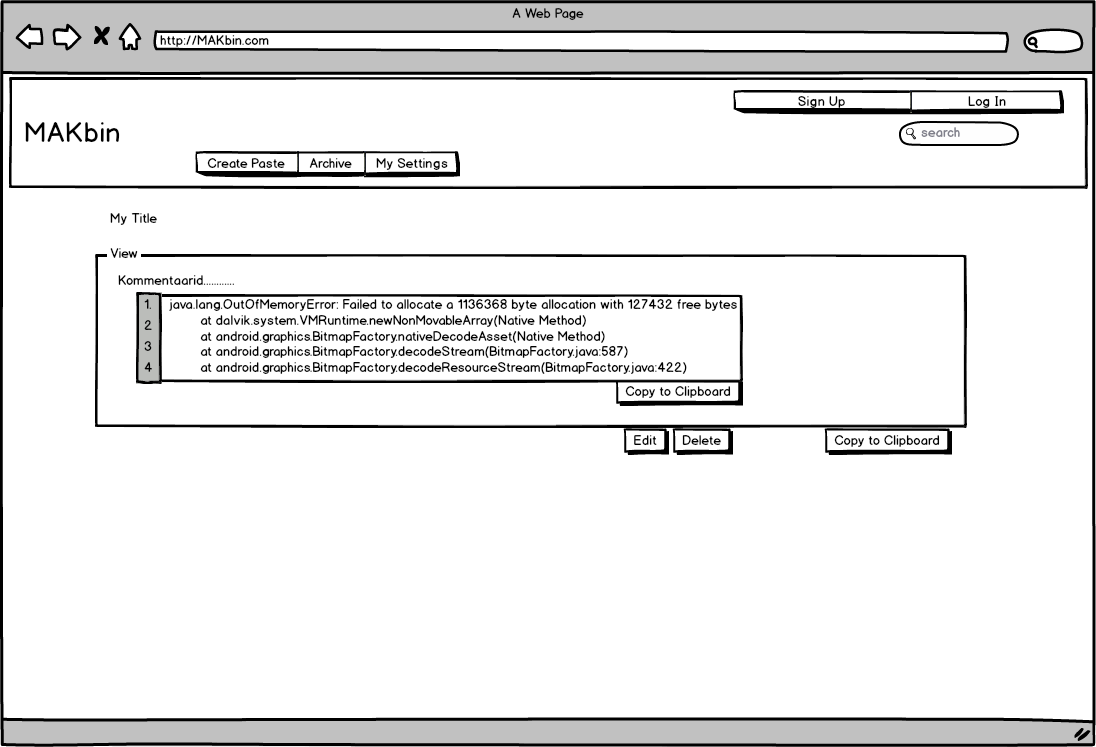 A Web Page
http://MAKbin.com
Sign Up Log In
MAKbin
search
Create Paste Archive My Settings
My Title
View
Kommentaarid............
1. java.lang.OutOfMemoryError: Failed to allocate a 1136368 byte allocation with 127432 free bytes
2 at dalvik.system.VMRuntime.newNonMovableArray(Native Method)
3 at android.graphics.BitmapFactory.nativeDecodeAsset(Native Method)
at android.graphics.BitmapFactory.decodeStream(BitmapFactory.java:587)
4 at android.graphics.BitmapFactory.decodeResourceStream(BitmapFactory.java:422)
Copy to Clipboard
Edit Delete Copy to Clipboard